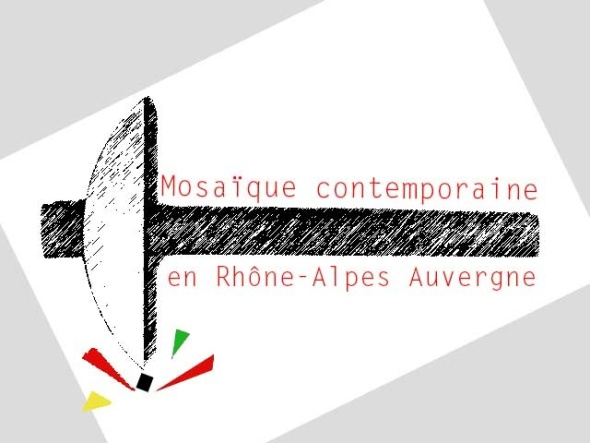 Mosaïque contemporaine
en Rhône-Alpes Auvergne